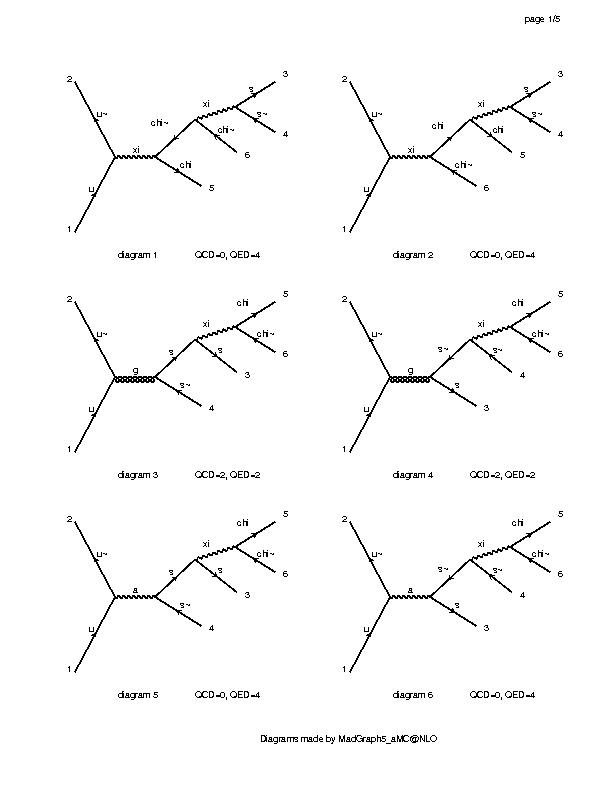 page 1/5
2 u~ u 1 xi chi~ xi s 3 s~ 4 chi~ 6 chi 5
diagram 1 QCD=0, QED=4
2 u~ u 1 xi chi xi s 3 s~ 4 chi 5 chi~ 6
diagram 2 QCD=0, QED=4
2 u~ u 1 g s xi chi 5 chi~ 6 s 3 s~ 4
diagram 3 QCD=2, QED=2
2 u~ u 1 g s~ xi chi 5 chi~ 6 s~ 4 s 3
diagram 4 QCD=2, QED=2
2 u~ u 1 a s xi chi 5 chi~ 6 s 3 s~ 4
diagram 5 QCD=0, QED=4
2 u~ u 1 a s~ xi chi 5 chi~ 6 s~ 4 s 3
diagram 6 QCD=0, QED=4
Diagrams made by MadGraph5_aMC@NLO